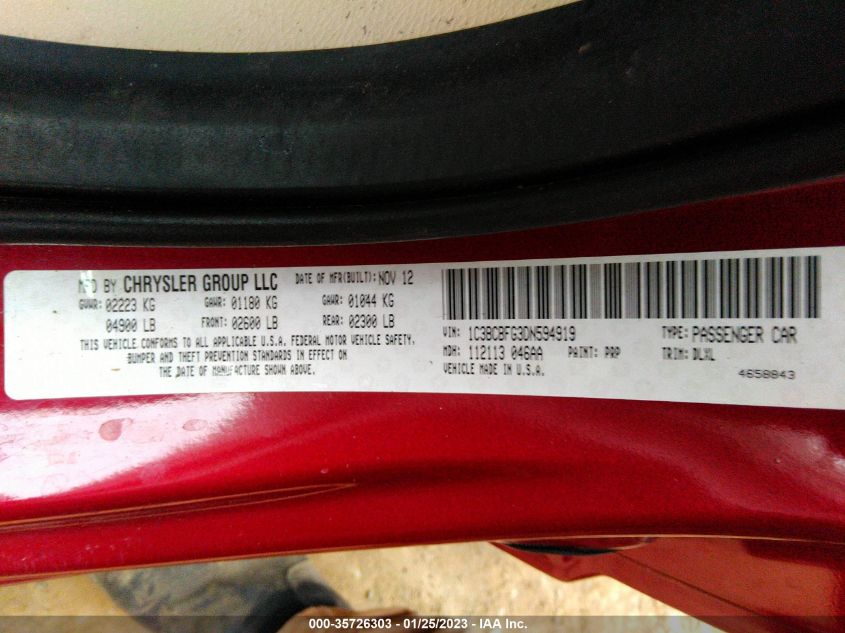 MFD BY CHRYSLER GROUP LLC DATE OF MFR(BUILT): NOV 12
GVWR: 02223 KG GAWR: 01180 KG GAWR: 01044 KG
04900 LB FRONT: 02600 LB REAR: 02300 LB
THIS VEHICLE CONFORMS TO ALL APPLICABLE U.S.A. FEDERAL MOTOR VEHICLE SAFETY,
BUMPER AND THEFT PREVENTION STANDARDS IN EFFECT ON
THE DATE OF MANUFACTURE SHOWN ABOVE.
VIN: 1C3BCBFG3DN594919 TYPE: PASSENGER CAR
MDH: 112113 046AA PAINT: PRP TRIM: DLXL
VEHICLE MADE IN U.S.A. 4658843
000-35726303 - 01/25/2023 - IAA Inc.